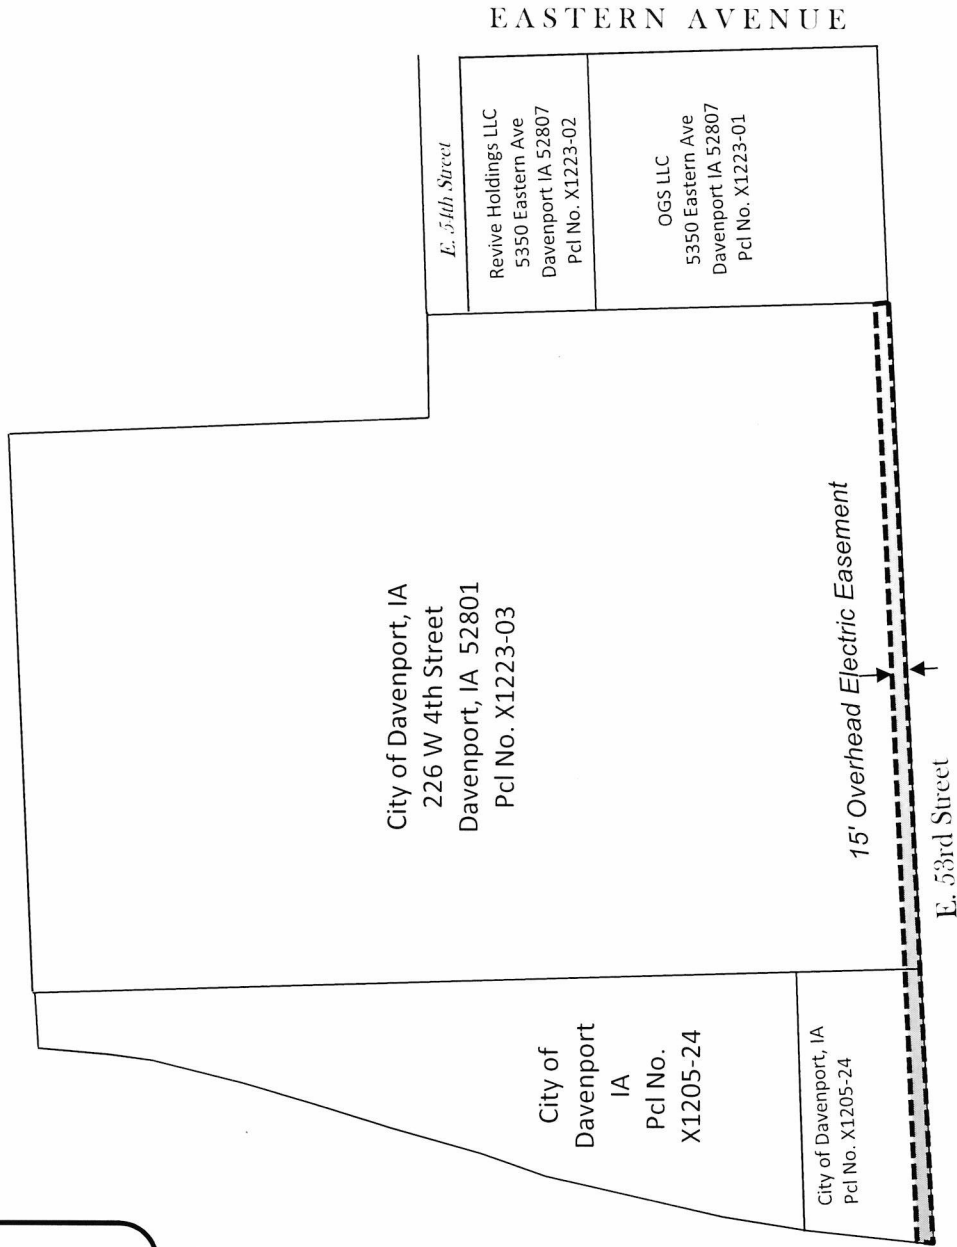 EASTERN AVENUE
E. 54th Street
Revive Holdings LLC
5350 Eastern Ave
Davenport IA 52807
Pcl No. X1223-02
OGS LLC
5350 Eastern Ave
Davenport IA 52807
Pcl No. X1223-01
City of Davenport, IA
226 W 4th Street
Davenport, IA 52801
Pcl No. X1223-03
15' Overhead Electric Easement
E. 53rd Street
City of
Davenport
IA
Pcl No.
X1205-24
City of Davenport, IA
Pcl No. X1205-24